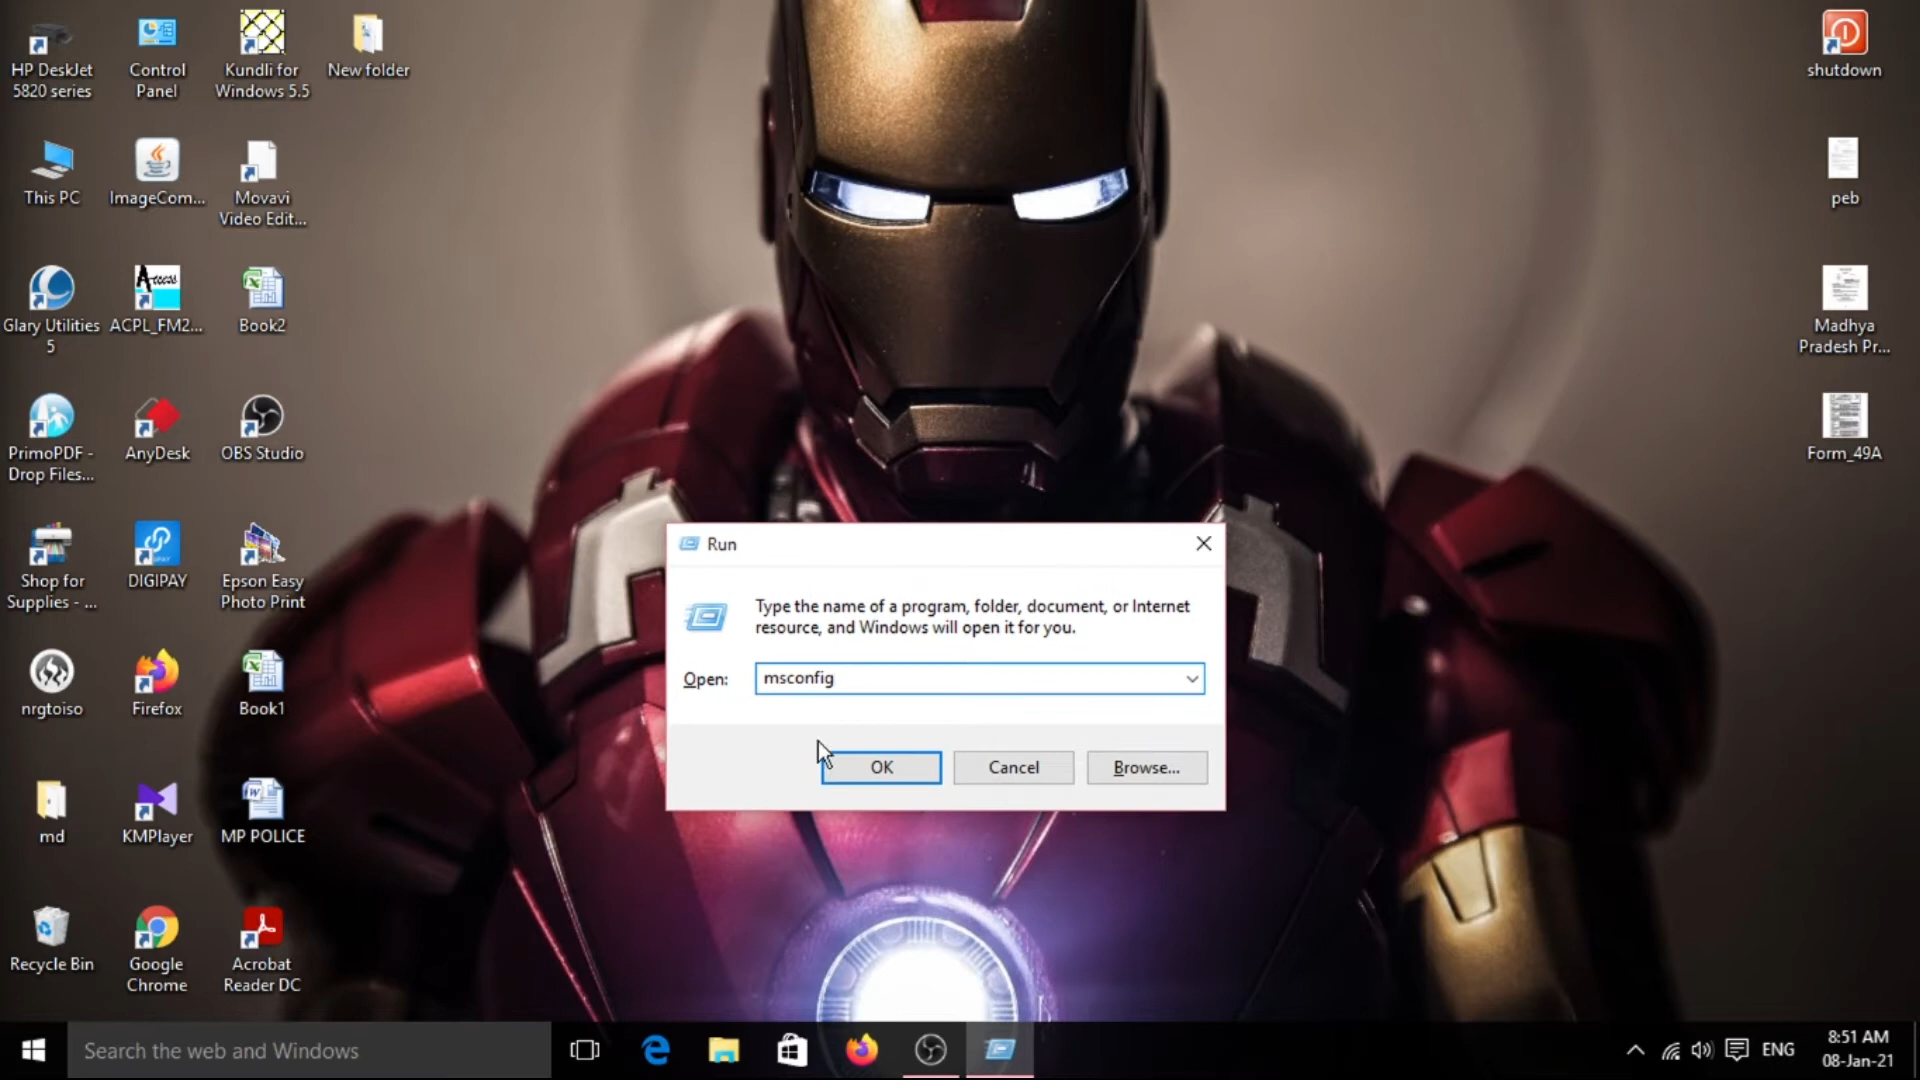 HP DeskJet
5820 series
Control
Panel
Kundli for
Windows 5.5
New folder
shutdown
This PC
ImageCom...
Movavi
Video Edit...
peb
Glary Utilities
5
Access
ACPL_FM2...
Book2
Madhya
Pradesh Pr...
PrimoPDF -
Drop Files...
AnyDesk
OBS Studio
Form_49A
Shop for
Supplies - ...
DIGIPAY
Epson Easy
Photo Print
nrgtoiso
Firefox
Book1
md
KMPlayer
MP POLICE
Recycle Bin
Google
Chrome
Acrobat
Reader DC
Run
Type the name of a program, folder, document, or Internet
resource, and Windows will open it for you.
Open: msconfig
OK Cancel Browse...
Search the web and Windows
ENG
8:51 AM
08-Jan-21